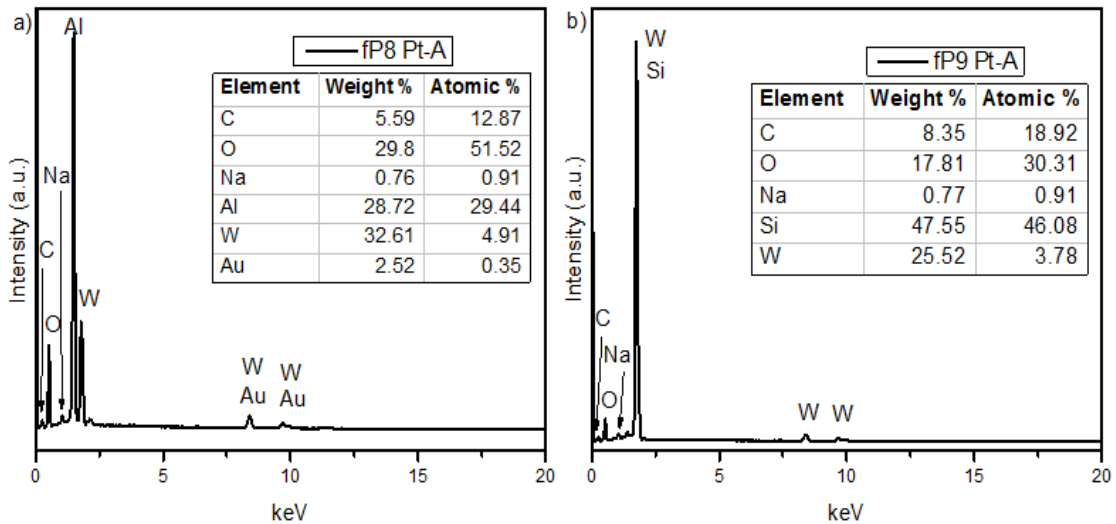 a)
Al
fP8 Pt-A
Element Weight % Atomic %
C 5.59 12.87
O 29.8 51.52
Na 0.76 0.91
Al 28.72 29.44
W 32.61 4.91
Au 2.52 0.35
Na
C
O
W
W
Au
W
Au
Intensity (a.u.)
0 5 10 15 20
keV
b)
W
Si
fP9 Pt-A
Element Weight % Atomic %
C 8.35 18.92
O 17.81 30.31
Na 0.77 0.91
Si 47.55 46.08
W 25.52 3.78
C
Na
O
W W
Intensity (a.u.)
0 5 10 15 20
keV